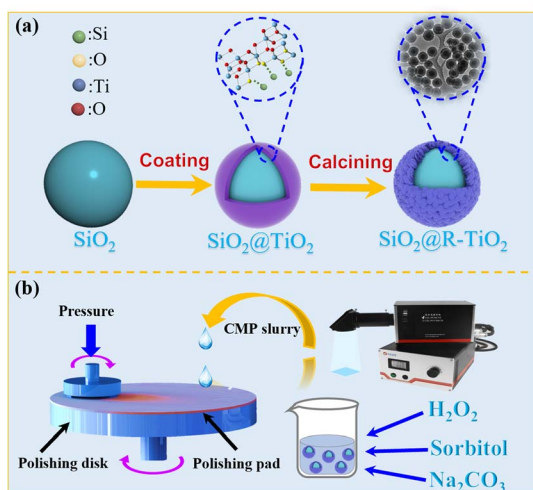 (a)
:Si
:O
:Ti
:O
Coating
Calcining
SiO₂
SiO₂@TiO₂
SiO₂@R-TiO₂
(b)
Pressure
CMP slurry
Polishing disk
Polishing pad
H₂O₂
Sorbitol
Na₂CO₃